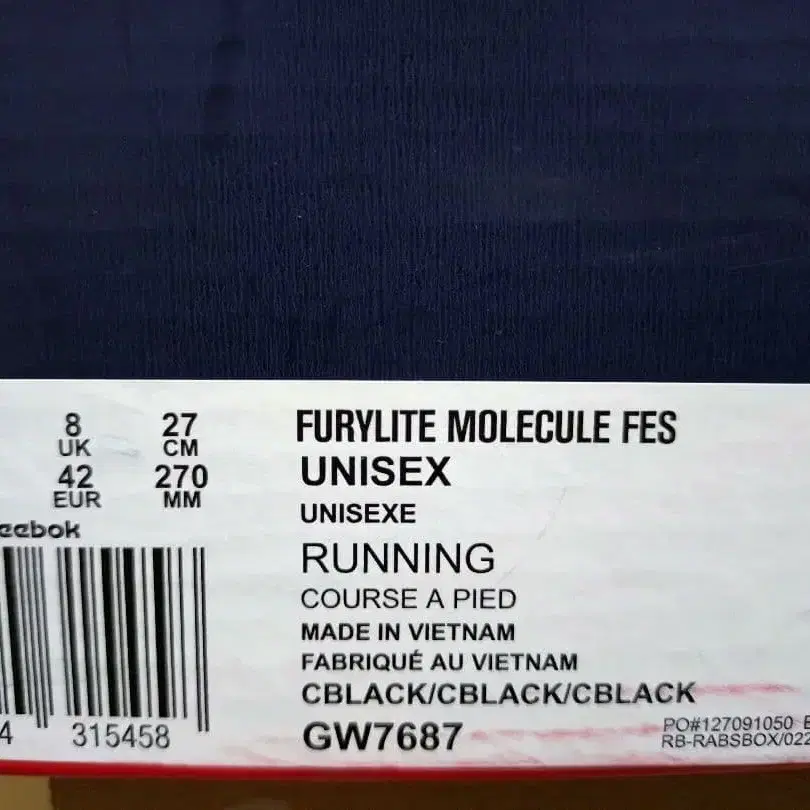 8 27
UK CM
42 270
EUR MM
eebok
4 315458
FURYLITE MOLECULE FES
UNISEX
UNISEXE
RUNNING
COURSE A PIED
MADE IN VIETNAM
FABRIQUÉ AU VIETNAM
CBLACK/CBLACK/CBLACK
GW7687
PO#127091050
RB-RABSBOX/022